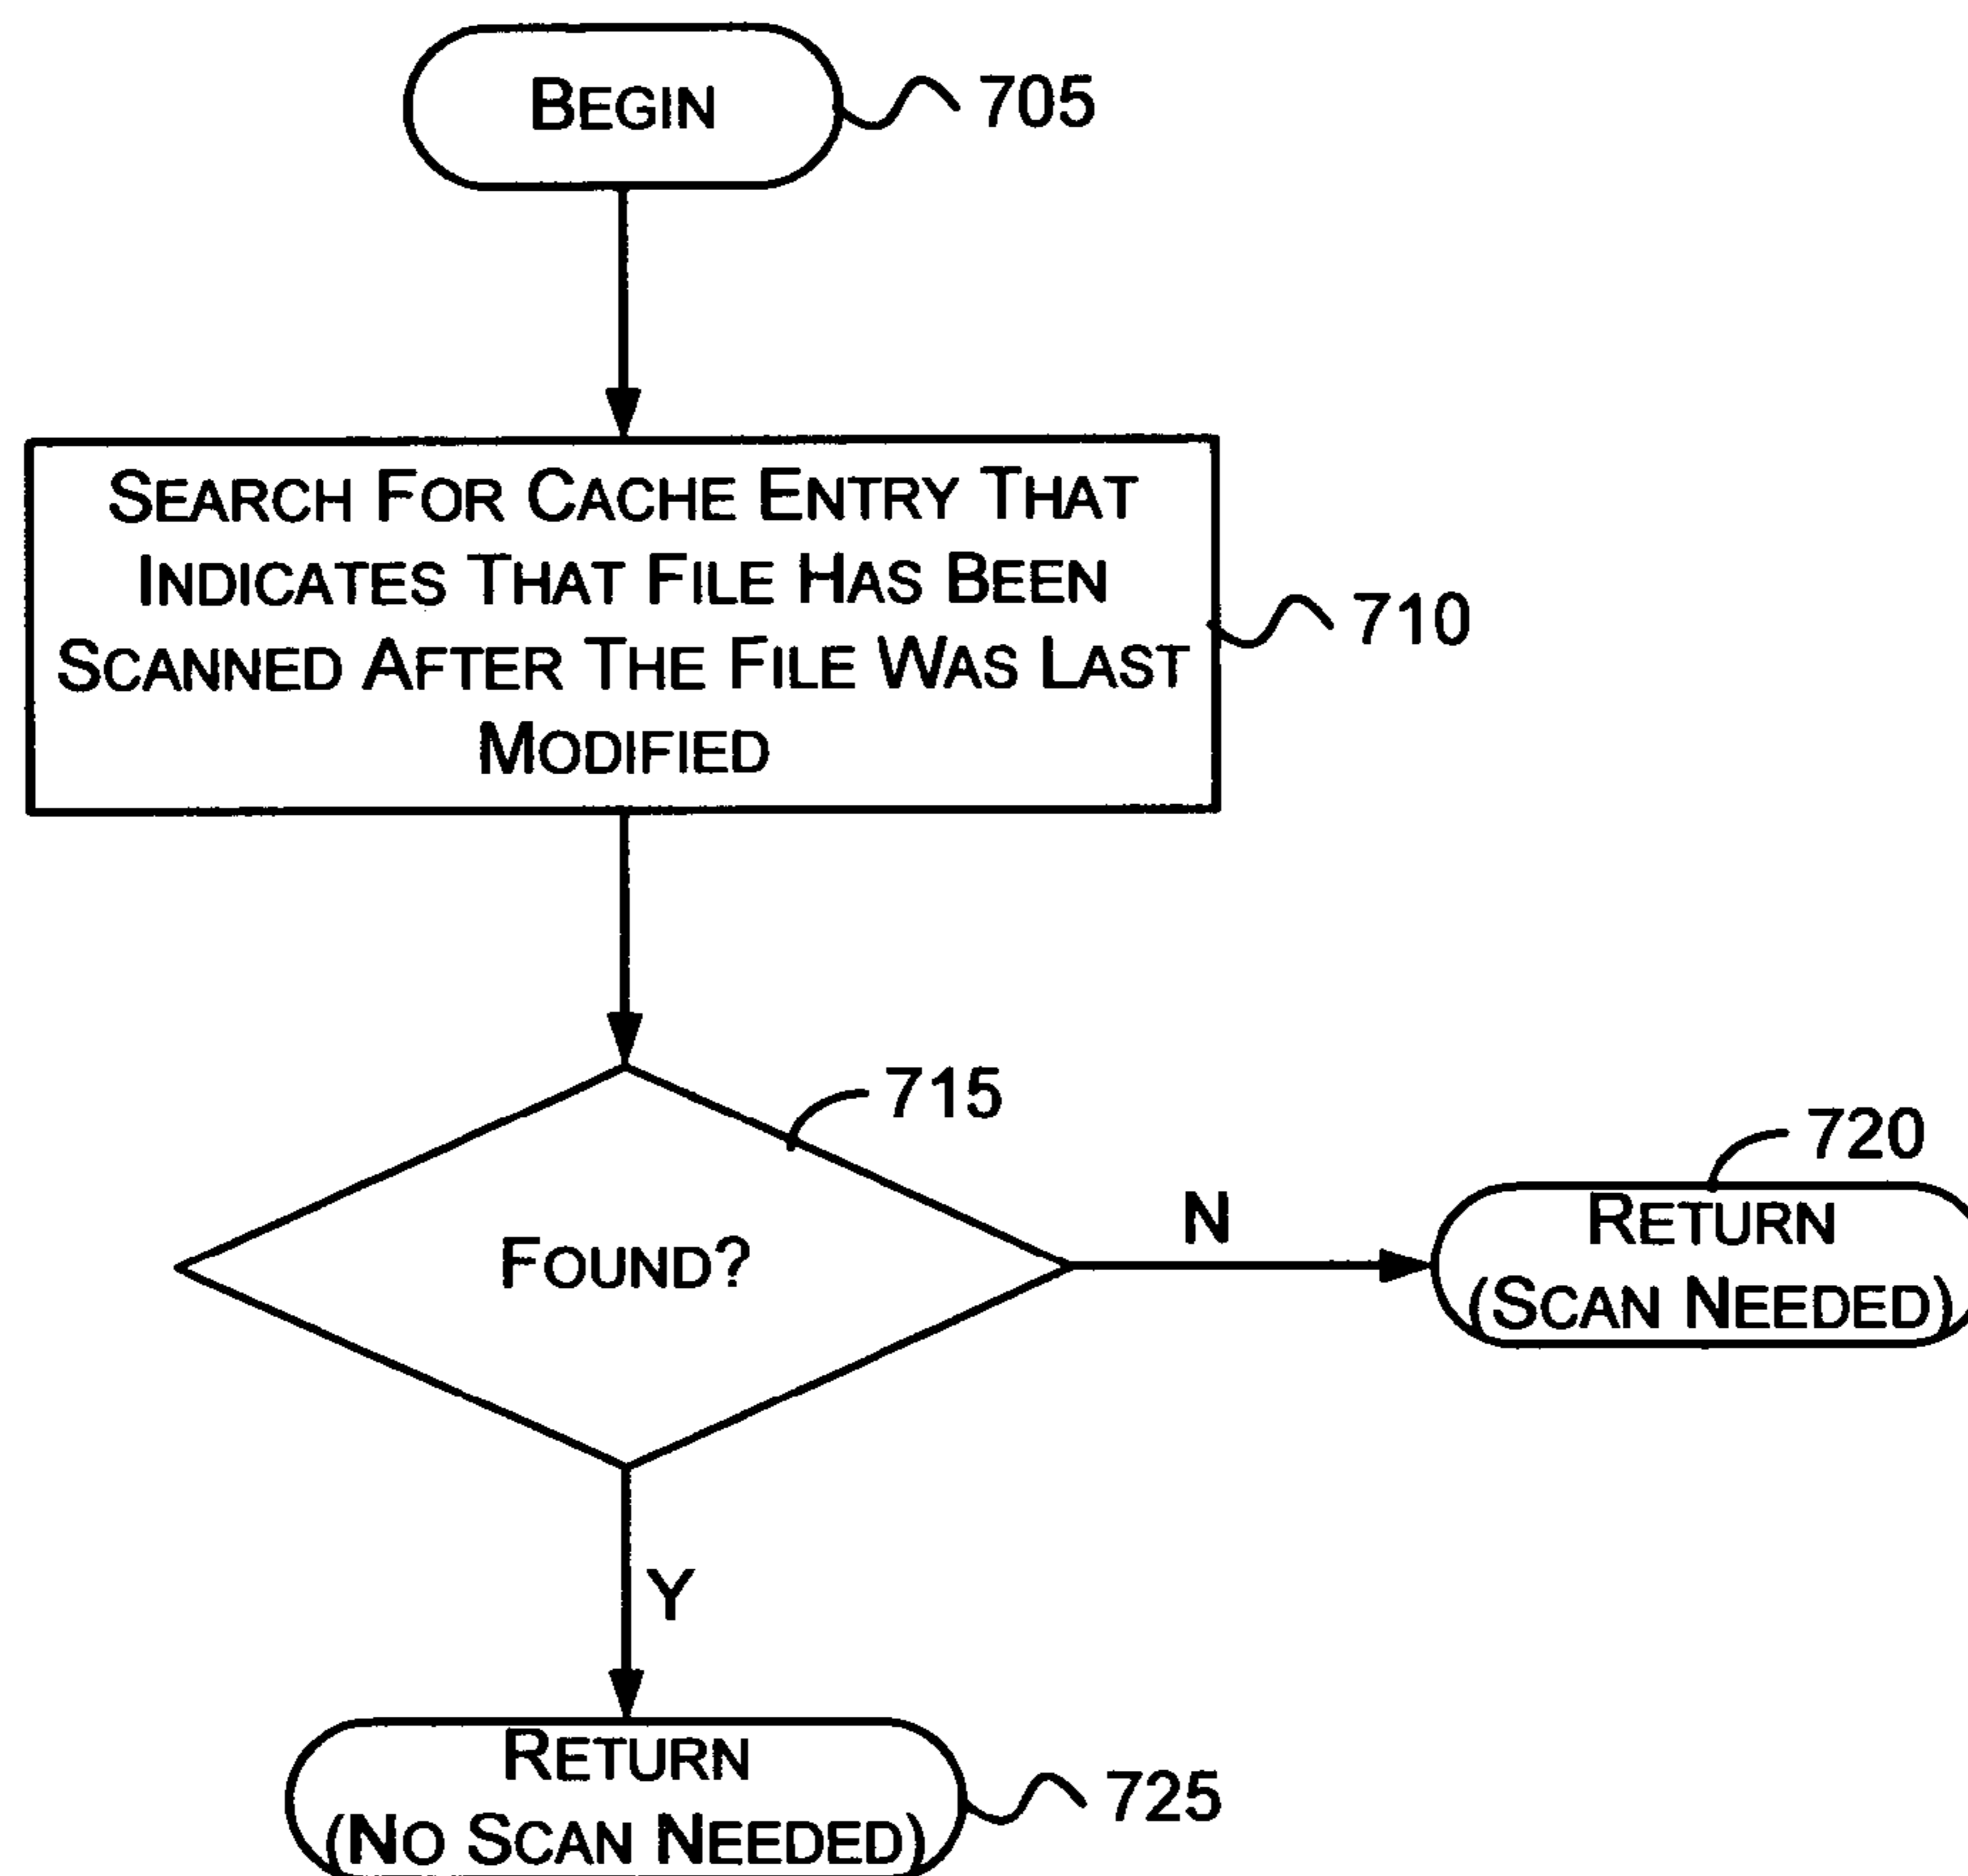 BEGIN
705
SEARCH FOR CACHE ENTRY THAT
INDICATES THAT FILE HAS BEEN
SCANNED AFTER THE FILE WAS LAST
MODIFIED
710
715
FOUND?
N
720
RETURN
(SCAN NEEDED)
Y
RETURN
(NO SCAN NEEDED)
725